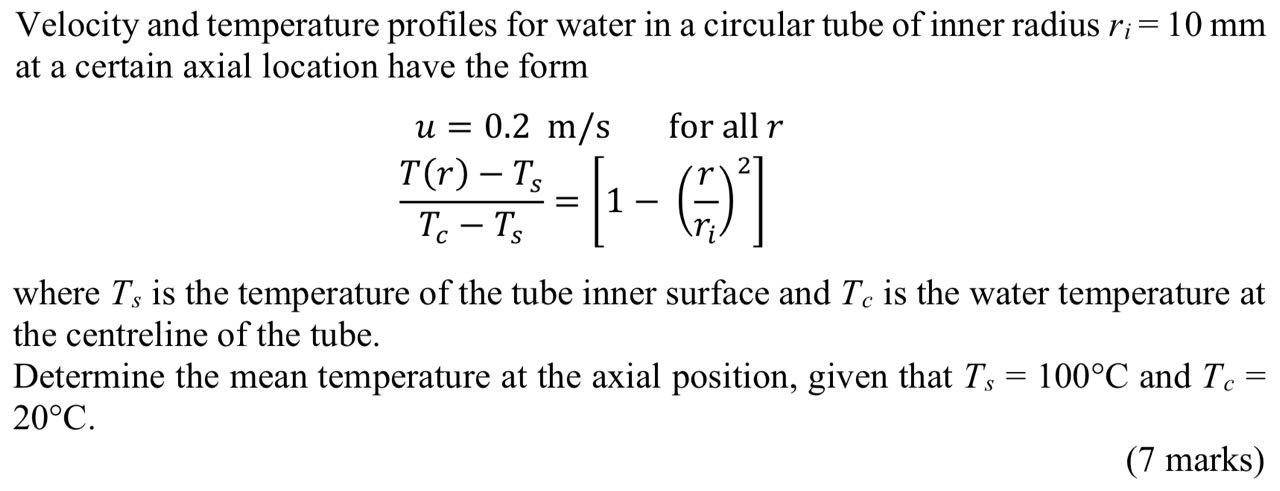 Velocity and temperature profiles for water in a circular tube of inner radius rᵢ = 10 mm
at a certain axial location have the form
u = 0.2 m/s for all r
(T(r) − Tₛ)/(T_c − Tₛ) = [1 − (r/rᵢ)²]
where Tₛ is the temperature of the tube inner surface and T_c is the water temperature at
the centreline of the tube.
Determine the mean temperature at the axial position, given that Tₛ = 100°C and T_c =
20°C.
(7 marks)